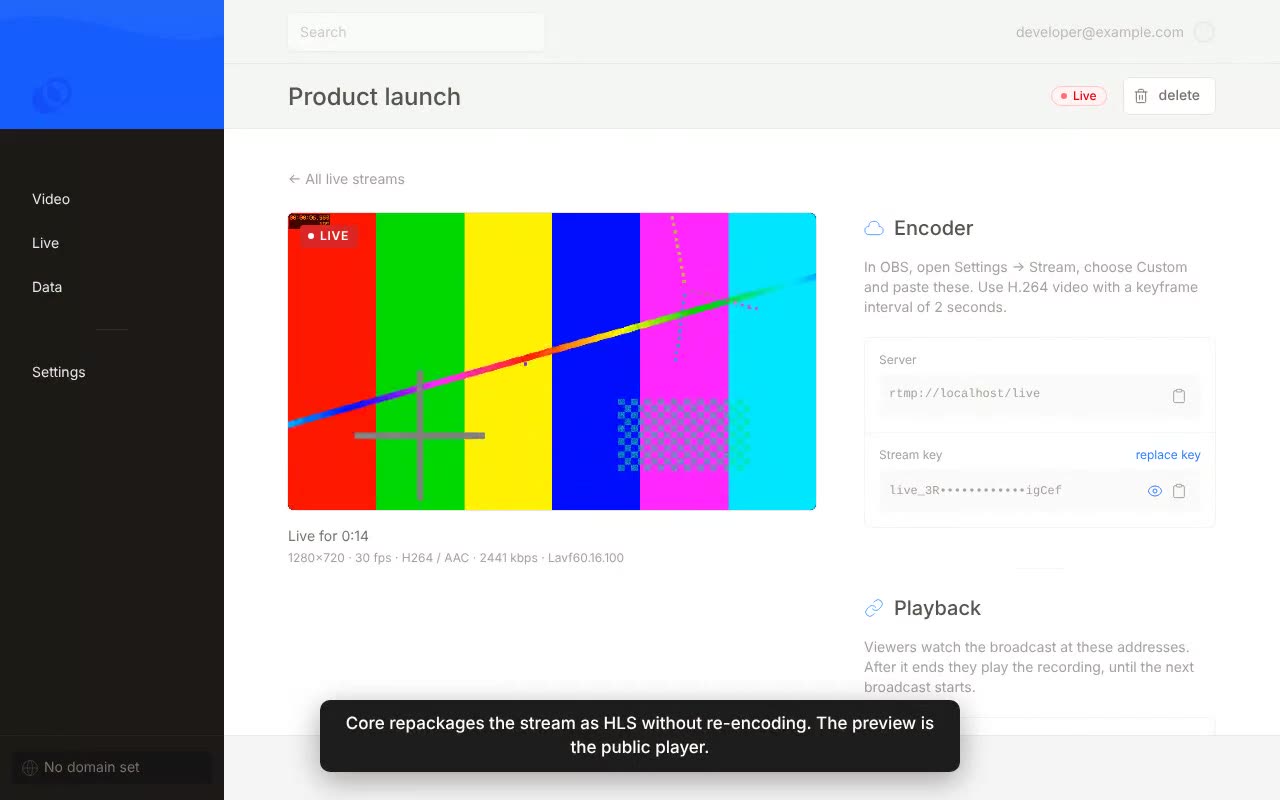 Search
developer@example.com
Product launch
Live
delete
Video
Live
Data
Settings
No domain set
← All live streams
LIVE
Live for 0:14
1280×720 · 30 fps · H264 / AAC · 2441 kbps · Lavf60.16.100
Encoder
In OBS, open Settings → Stream, choose Custom
and paste these. Use H.264 video with a keyframe
interval of 2 seconds.
Server
rtmp://localhost/live
Stream key
replace key
live_3R••••••••••••igCef
Playback
Viewers watch the broadcast at these addresses.
After it ends they play the recording, until the next
broadcast starts.
Core repackages the stream as HLS without re-encoding. The preview is
the public player.